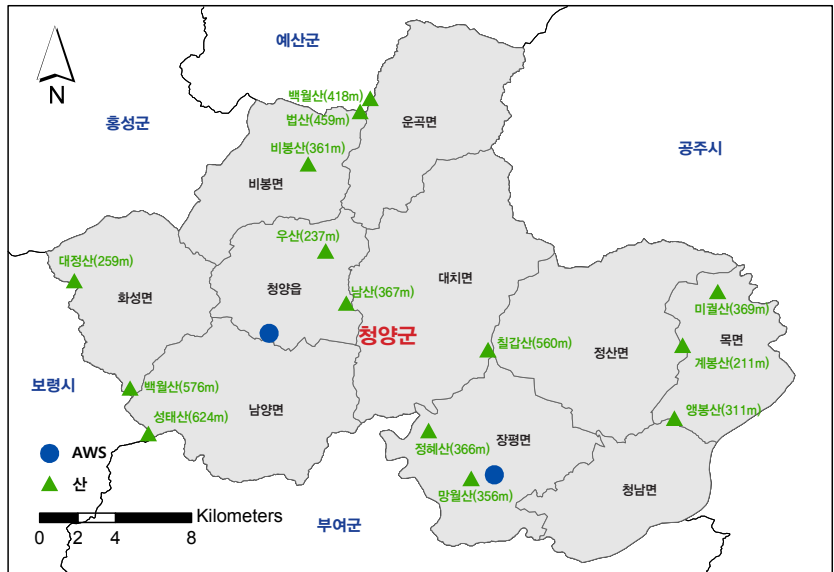 예산군
N
백월산(418m)
법산(459m)
운곡면
홍성군
비봉산(361m)
공주시
비봉면
우산(237m)
대정산(259m)
대치면
청양읍
남산(367m)
화성면
미궐산(369m)
청양군
칠갑산(560m)
정산면
목면
계봉산(211m)
보령시
백월산(576m)
남양면
성태산(624m)
앵봉산(311m)
장평면
AWS
정혜산(366m)
산
망월산(356m)
청남면
Kilometers
부여군
0 2 4 8